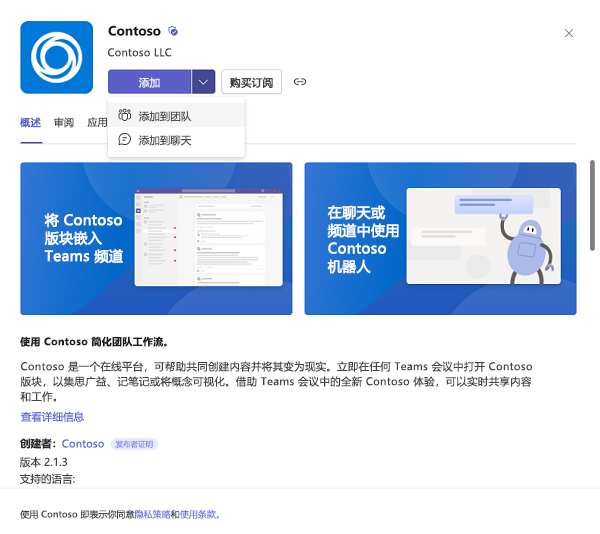 Contoso
Contoso LLC
添加
购买订阅
添加到团队
添加到聊天
概述 审阅 应用
将 Contoso
版块嵌入
Teams 频道
在聊天或
频道中使用
Contoso
机器人
使用 Contoso 简化团队工作流。
Contoso 是一个在线平台，可帮助共同创建内容并将其变为现实。立即在任何 Teams 会议中打开 Contoso
版块，以集思广益、记笔记或将概念可视化。借助 Teams 会议中的全新 Contoso 体验，可以实时共享内容
和工作。
查看详细信息
创建者： Contoso 发布者证明
版本 2.1.3
支持的语言:
使用 Contoso 即表示你同意隐私策略和使用条款。